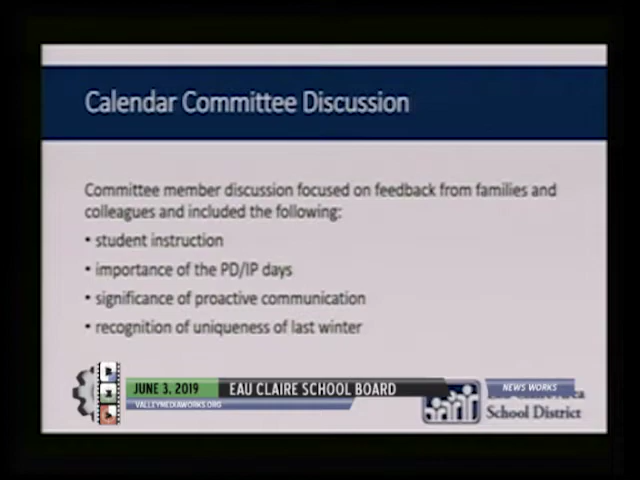 Calendar Committee Discussion
Committee member discussion focused on feedback from families and
colleagues and included the following:
• student instruction
• importance of the PD/IP days
• significance of proactive communication
• recognition of uniqueness of last winter
JUNE 3, 2019
EAU CLAIRE SCHOOL BOARD
NEWS WORKS
VALLEYMEDIAWORKS.ORG
School District